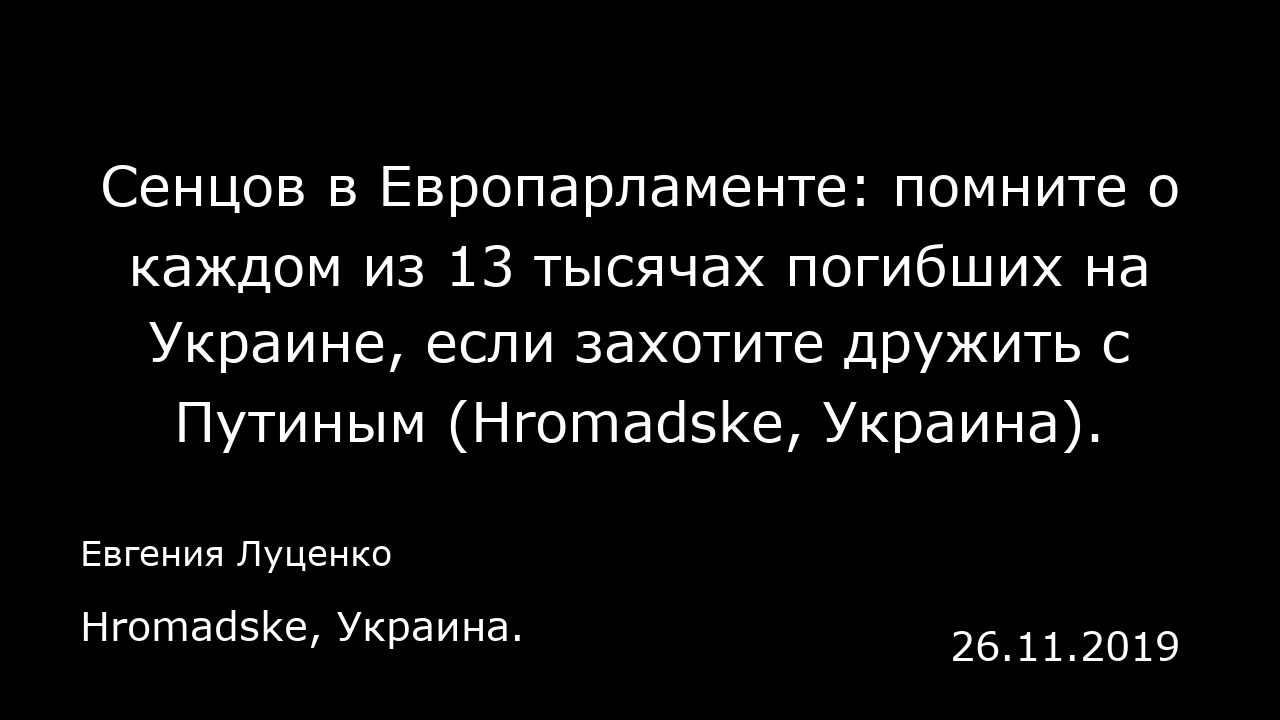 Сенцов в Европарламенте: помните о
каждом из 13 тысячах погибших на
Украине, если захотите дружить с
Путиным (Hromadske, Украина).
Евгения Луценко
Hromadske, Украина.
26.11.2019